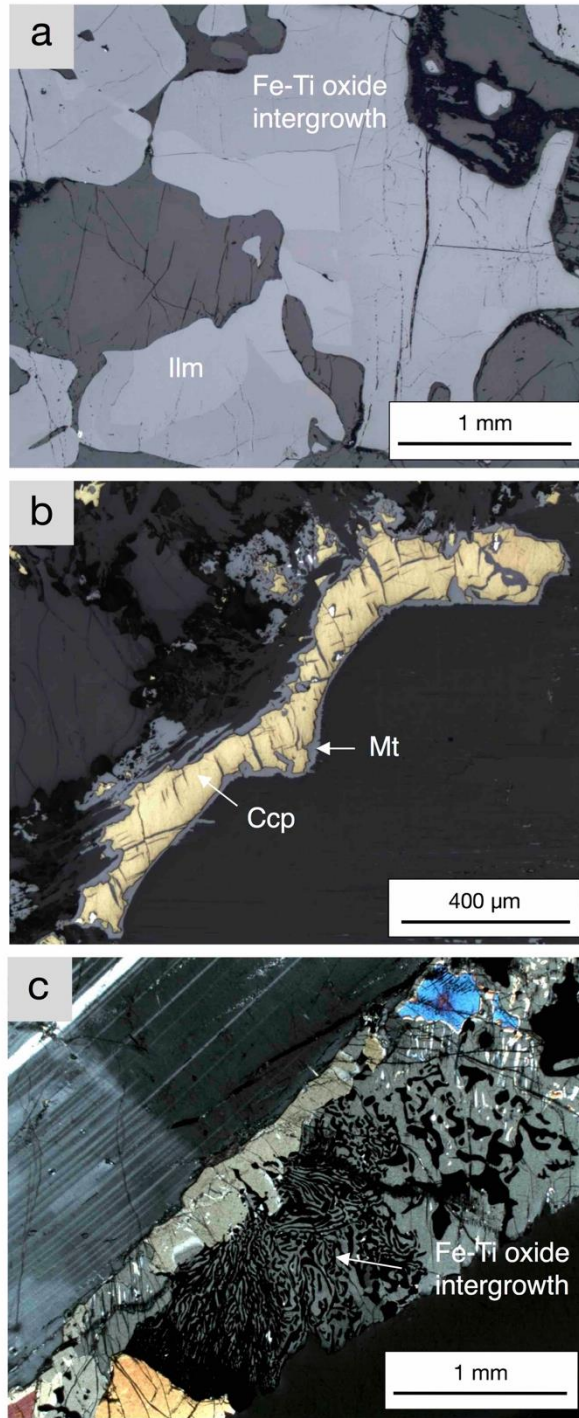 a
Fe-Ti oxide
intergrowth
Ilm
1 mm
b
Mt
Ccp
400 µm
c
Fe-Ti oxide
intergrowth
1 mm